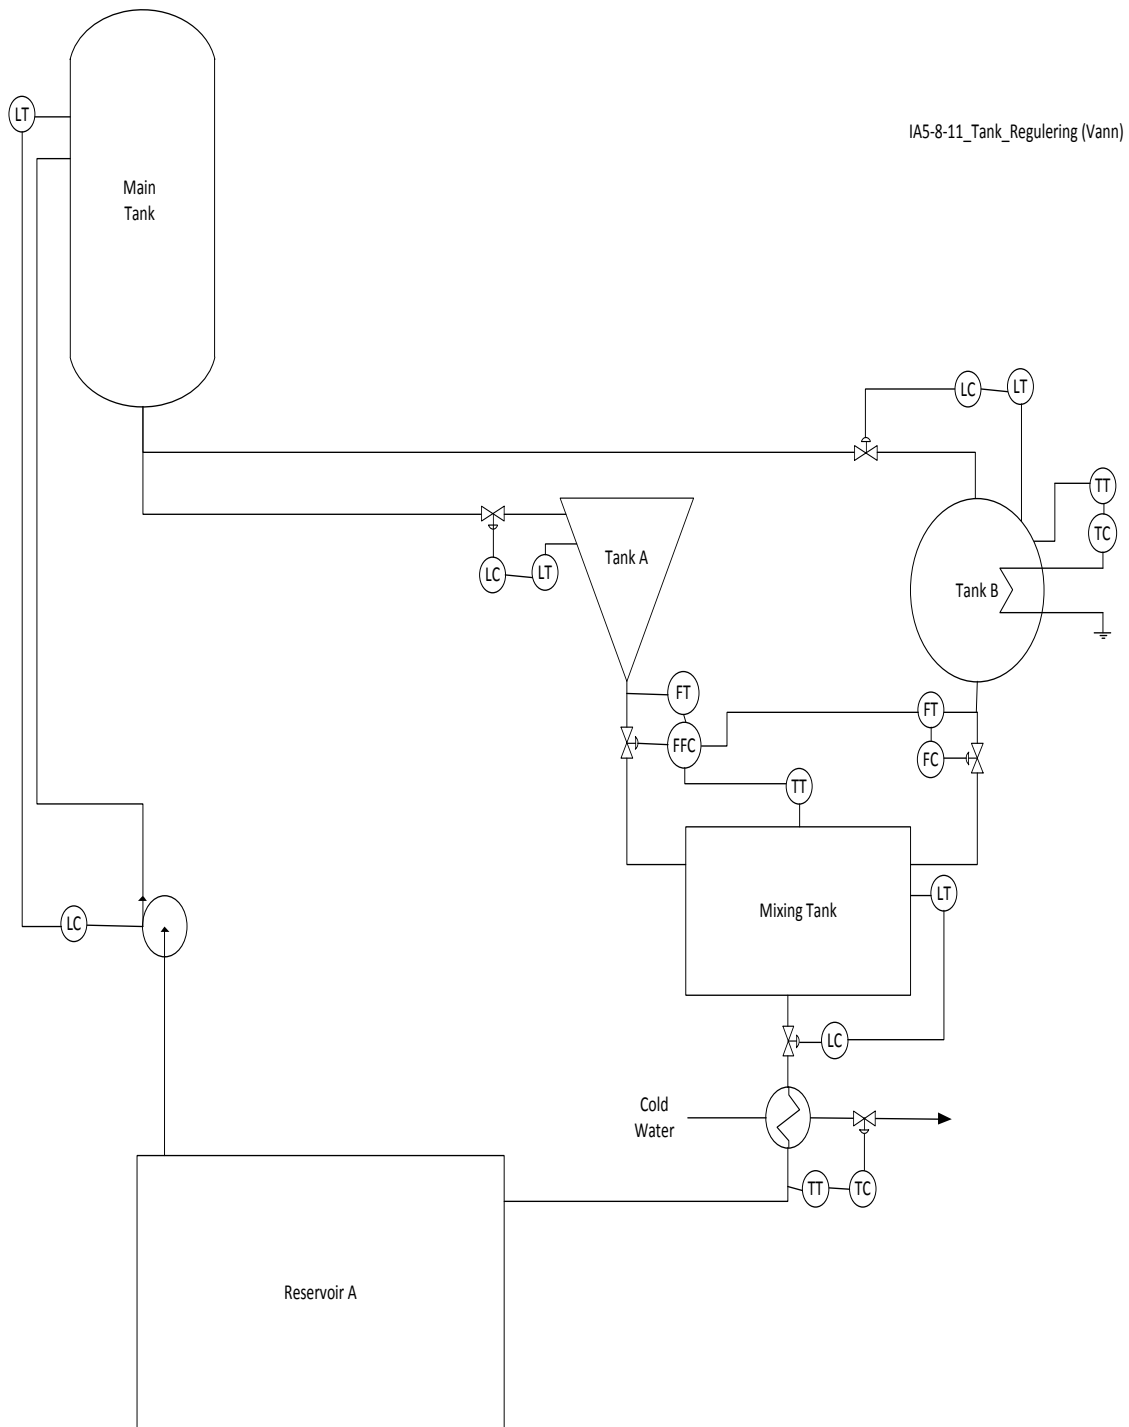 LT
IA5-8-11_Tank_Regulering (Vann)
Main
Tank
LC
LT
TT
TC
Tank A
LC
LT
Tank B
FT
FT
FFC
FC
TT
LT
Mixing Tank
LC
LC
Cold
Water
TT
TC
Reservoir A